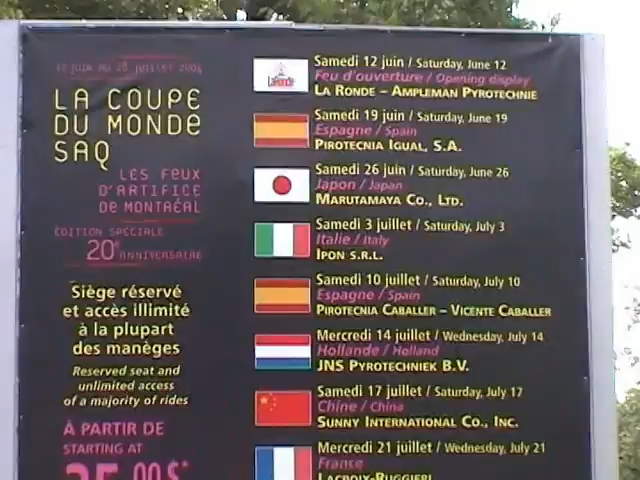 12 juin au 28 juillet 2004
LA COUPE
DU MONDE
SAQ
LES FEUX
D'ARTIFICE
DE MONTRÉAL
ÉDITION SPÉCIALE
20e ANNIVERSAIRE
Siège réservé
et accès illimité
à la plupart
des manèges
Reserved seat and
unlimited access
of a majority of rides
À PARTIR DE
STARTING AT
25,00$*
LaRonde
Samedi 12 juin / Saturday, June 12
Feu d'ouverture / Opening display
LA RONDE – AMPLEMAN PYROTECHNIE
Samedi 19 juin / Saturday, June 19
Espagne / Spain
PIROTECNIA IGUAL, S.A.
Samedi 26 juin / Saturday, June 26
Japon / Japan
MARUTAMAYA CO., LTD.
Samedi 3 juillet / Saturday, July 3
Italie / Italy
IPON S.R.L.
Samedi 10 juillet / Saturday, July 10
Espagne / Spain
PIROTECNIA CABALLER – VICENTE CABALLER
Mercredi 14 juillet / Wednesday, July 14
Hollande / Holland
JNS PYROTECHNIEK B.V.
Samedi 17 juillet / Saturday, July 17
Chine / China
SUNNY INTERNATIONAL CO., INC.
Mercredi 21 juillet / Wednesday, July 21
France
LACROIX-RUGGIERI